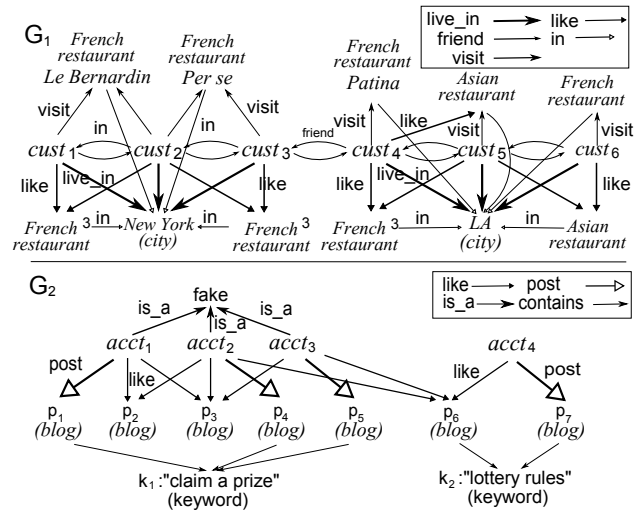 G1
live_in like
friend in
visit
French restaurant Le Bernardin
French restaurant Per se
French restaurant Patina
Asian restaurant
French restaurant
visit in in visit visit like visit visit
cust1 cust2 cust3 friend cust4 cust5 cust6
like live_in like like live_in like
French 3 restaurant
in
New York (city)
in
French 3 restaurant
French 3 restaurant
in
LA (city)
in
Asian restaurant
G2
like post
is_a contains
fake
is_a is_a is_a
acct1 acct2 acct3 acct4
post like like post
p1 p2 p3 p4 p5 p6 p7
(blog) (blog) (blog) (blog) (blog) (blog) (blog)
k1:"claim a prize" k2:"lottery rules"
(keyword) (keyword)